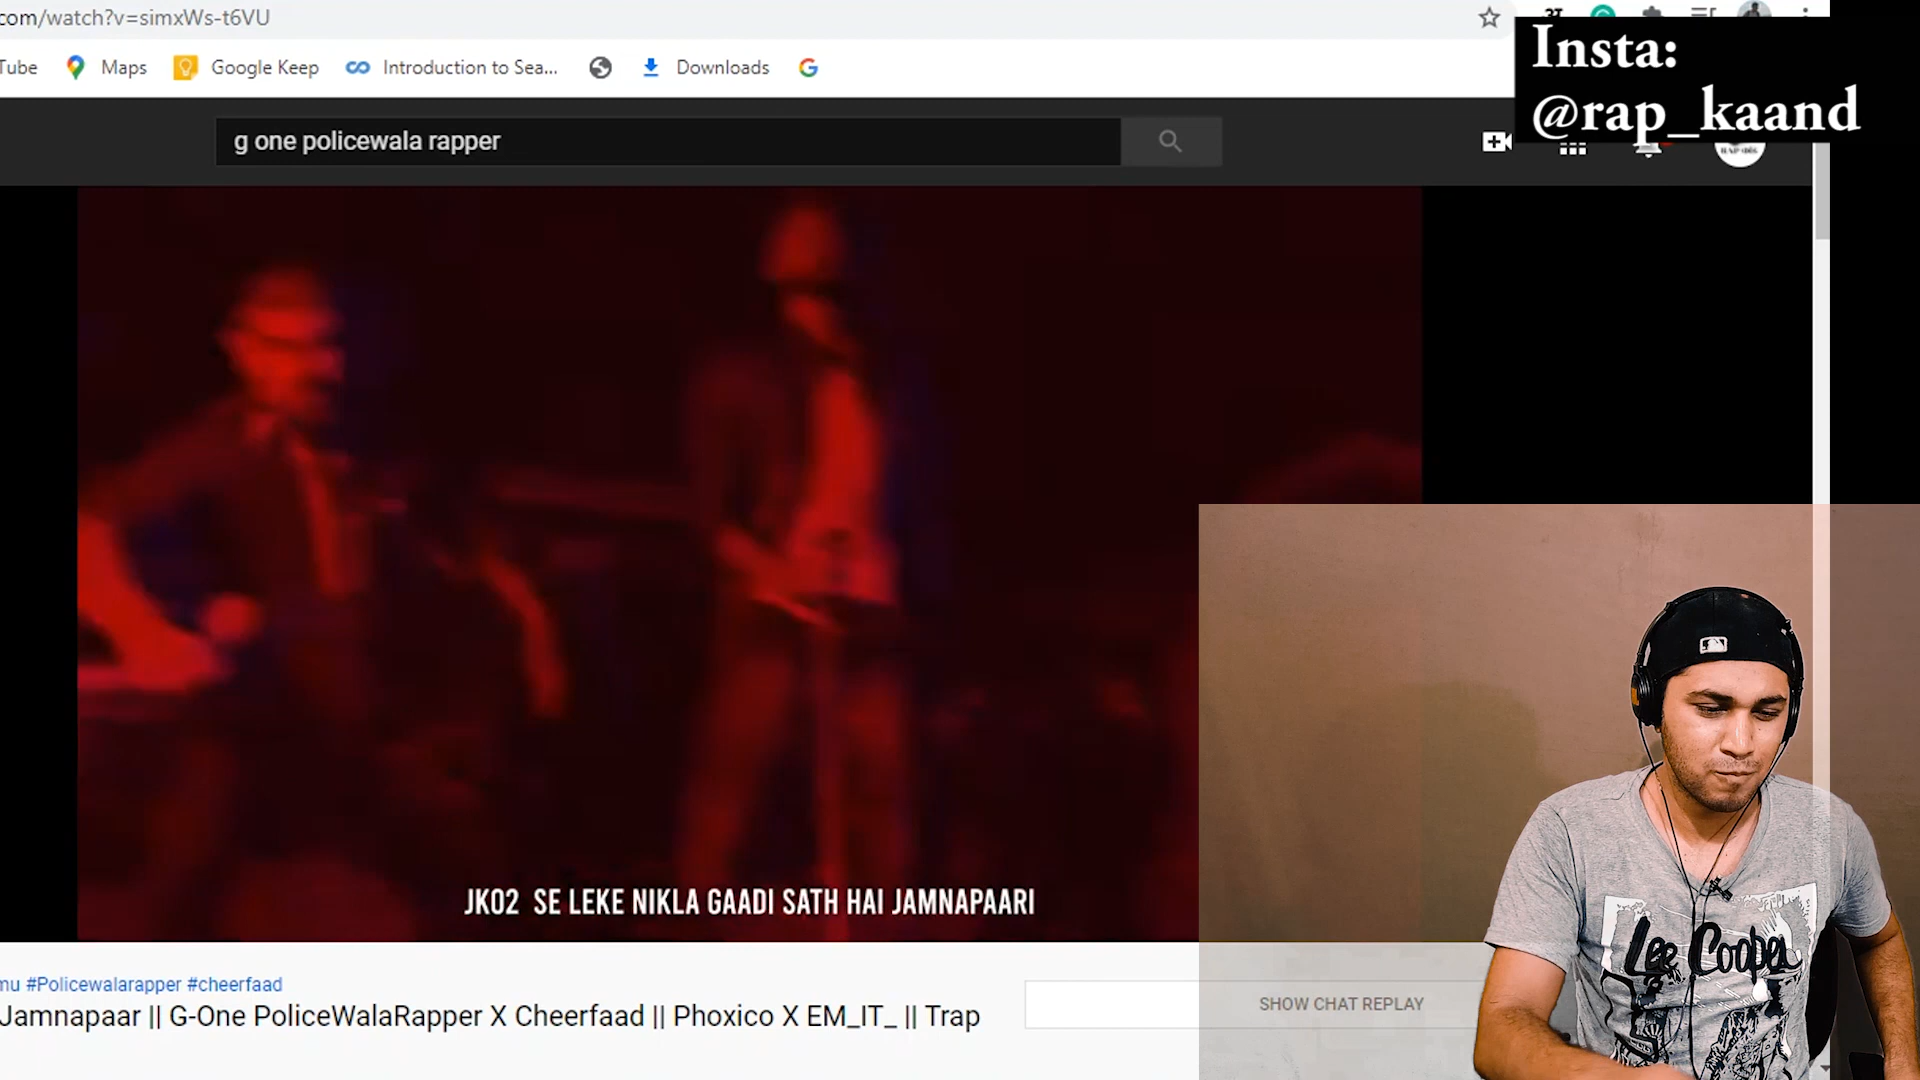 com/watch?v=simxWs-t6VU
Insta:
@rap_kaand
Tube
Maps
Google Keep
Introduction to Sea...
Downloads
g one policewala rapper
JK02 SE LEKE NIKLA GAADI SATH HAI JAMNAPAARI
mu #Policewalarapper #cheerfaad
Jamnapaar || G-One PoliceWalaRapper X Cheerfaad || Phoxico X EM_IT_ || Trap
SHOW CHAT REPLAY
Lee Cooper